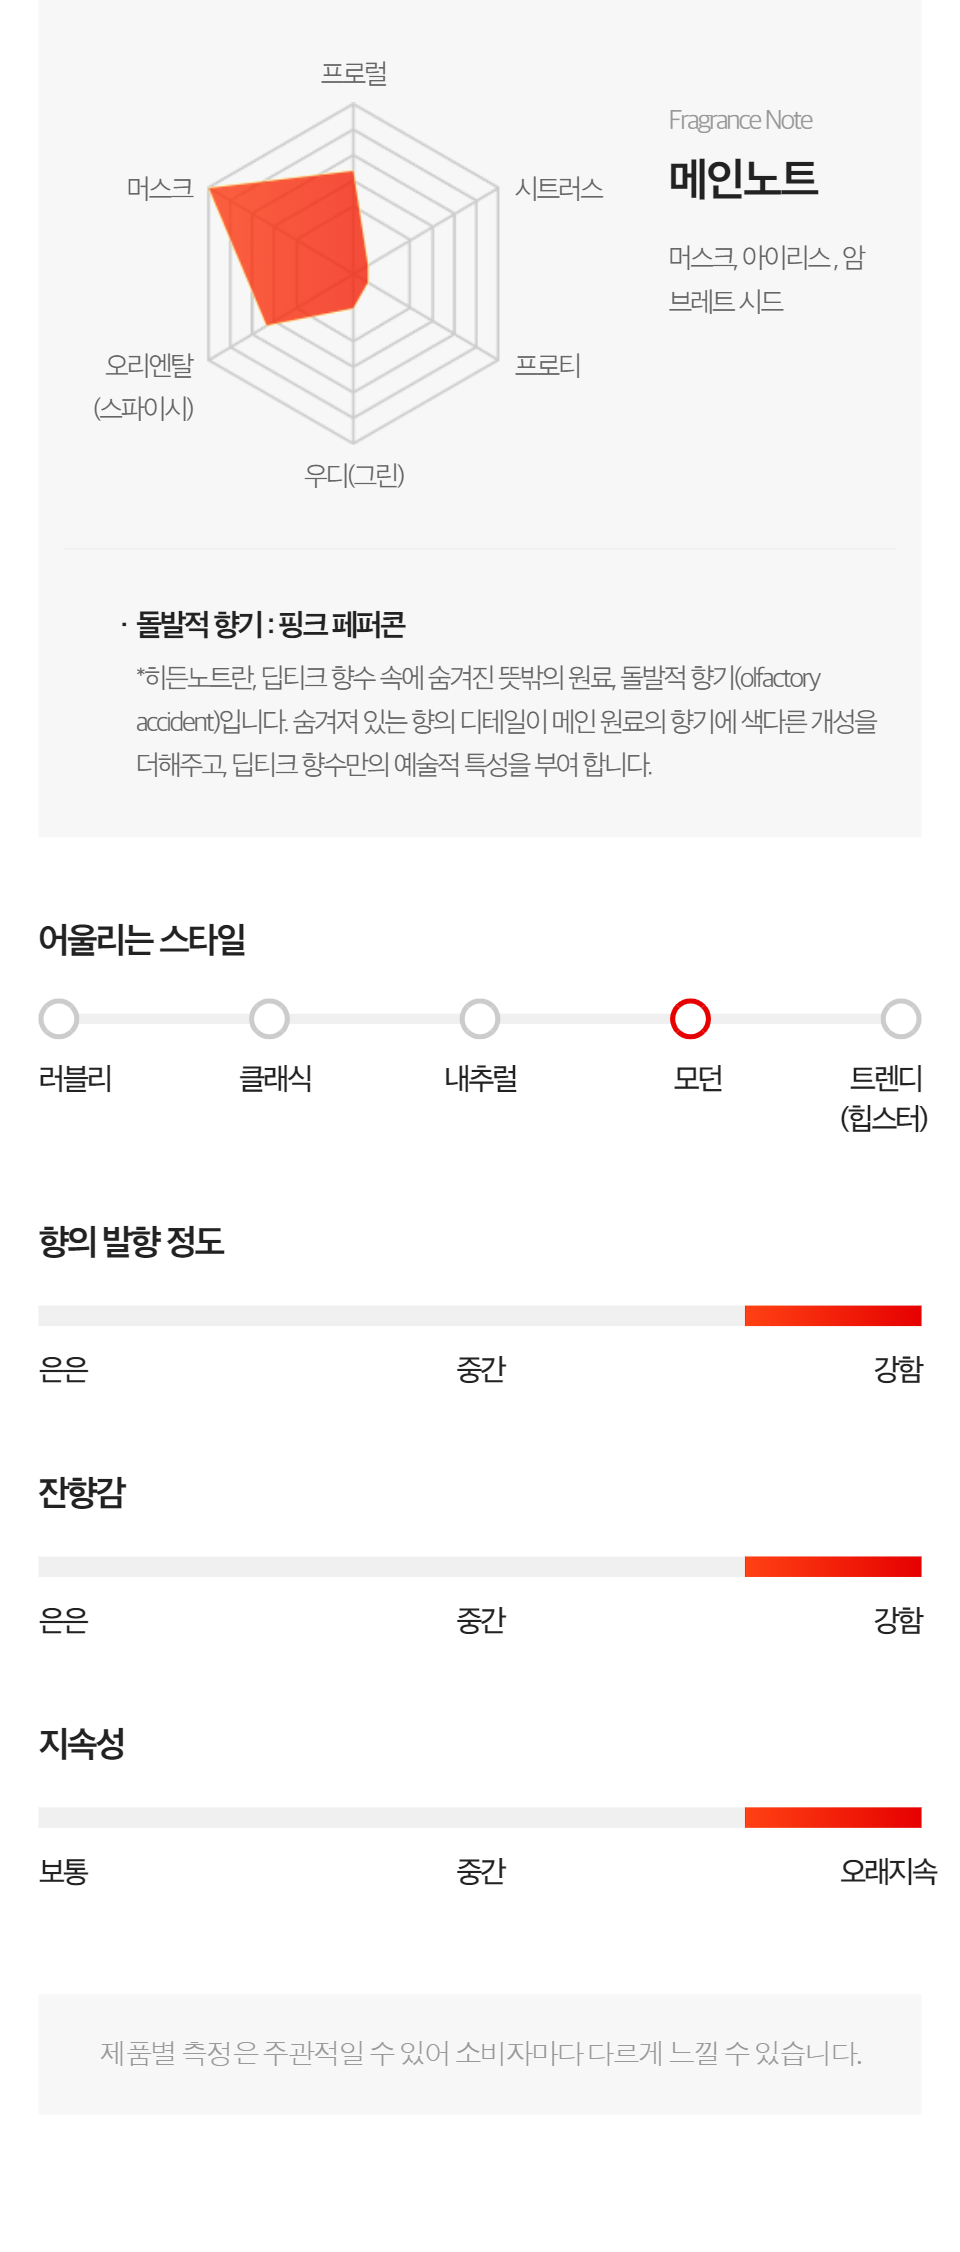 프로럴
머스크
시트러스
오리엔탈
(스파이시)
프로티
우디(그린)
Fragrance Note
메인노트
머스크, 아이리스 , 암
브레트 시드
· 돌발적 향기 : 핑크 페퍼콘
*히든노트란, 딥티크 향수 속에 숨겨진 뜻밖의 원료, 돌발적 향기(olfactory
accident)입니다. 숨겨져 있는 향의 디테일이 메인 원료의 향기에 색다른 개성을
더해주고, 딥티크 향수만의 예술적 특성을 부여 합니다.
어울리는 스타일
러블리
클래식
내추럴
모던
트렌디
(힙스터)
향의 발향 정도
은은
중간
강함
잔향감
은은
중간
강함
지속성
보통
중간
오래지속
제품별 측정은 주관적일 수 있어 소비자마다 다르게 느낄 수 있습니다.